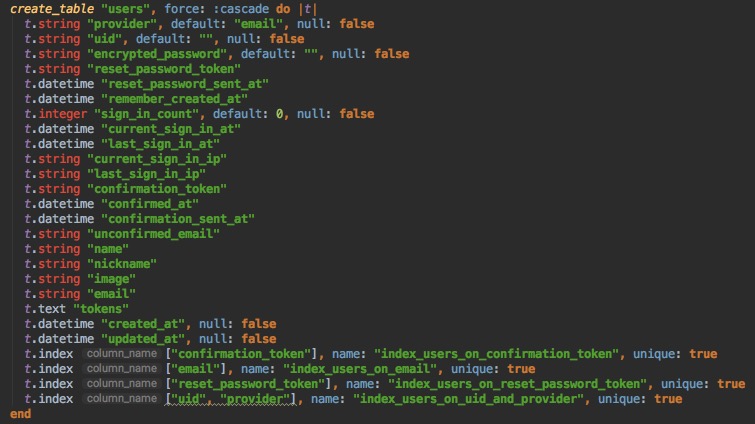 create_table "users", force: :cascade do |t|
t.string "provider", default: "email", null: false
t.string "uid", default: "", null: false
t.string "encrypted_password", default: "", null: false
t.string "reset_password_token"
t.datetime "reset_password_sent_at"
t.datetime "remember_created_at"
t.integer "sign_in_count", default: 0, null: false
t.datetime "current_sign_in_at"
t.datetime "last_sign_in_at"
t.string "current_sign_in_ip"
t.string "last_sign_in_ip"
t.string "confirmation_token"
t.datetime "confirmed_at"
t.datetime "confirmation_sent_at"
t.string "unconfirmed_email"
t.string "name"
t.string "nickname"
t.string "image"
t.string "email"
t.text "tokens"
t.datetime "created_at", null: false
t.datetime "updated_at", null: false
t.index column_name ["confirmation_token"], name: "index_users_on_confirmation_token", unique: true
t.index column_name ["email"], name: "index_users_on_email", unique: true
t.index column_name ["reset_password_token"], name: "index_users_on_reset_password_token", unique: true
t.index column_name ["uid", "provider"], name: "index_users_on_uid_and_provider", unique: true
end